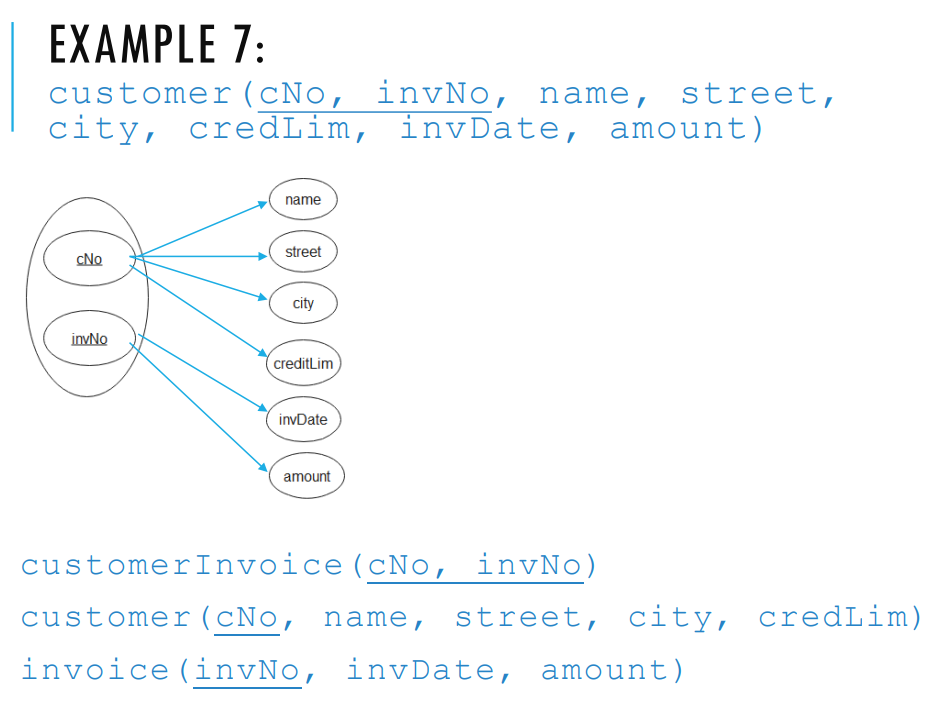 EXAMPLE 7:
customer(cNo, invNo, name, street,
city, credLim, invDate, amount)
name
street
cNo
city
invNo
creditLim
invDate
amount
customerInvoice(cNo, invNo)
customer(cNo, name, street, city, credLim)
invoice(invNo, invDate, amount)